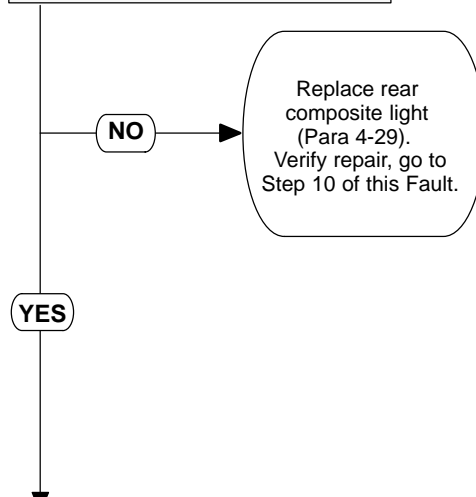 NO
Replace rear
composite light
(Para 4-29).
Verify repair, go to
Step 10 of this Fault.
YES